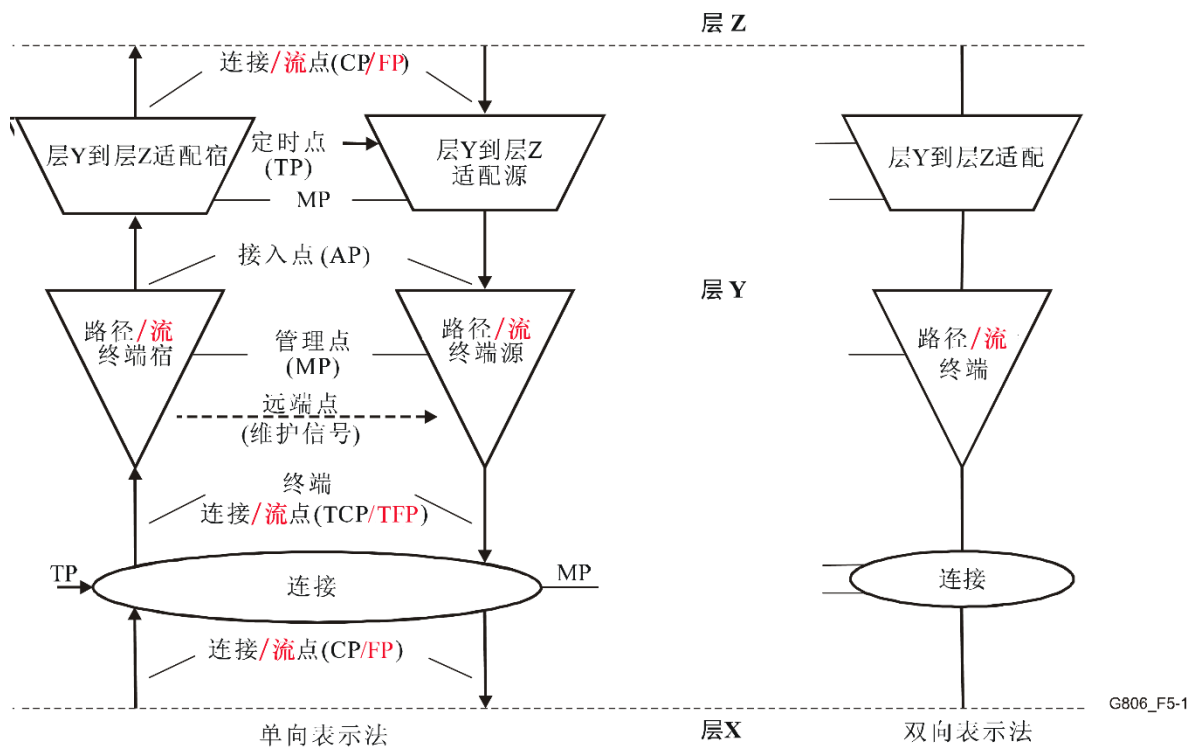 层 Z
连接/流点(CP/FP)
层Y到层Z适配宿
定时点
(TP)
层Y到层Z
适配源
层Y到层Z适配
MP
接入点(AP)
层 Y
路径/流
终端宿
管理点
(MP)
路径/流
终端源
路径/流
终端
远端点
(维护信号)
终端
连接/流点(TCP/TFP)
TP
连接
MP
连接
连接/流点(CP/FP)
G806_F5-1
单向表示法
层X
双向表示法